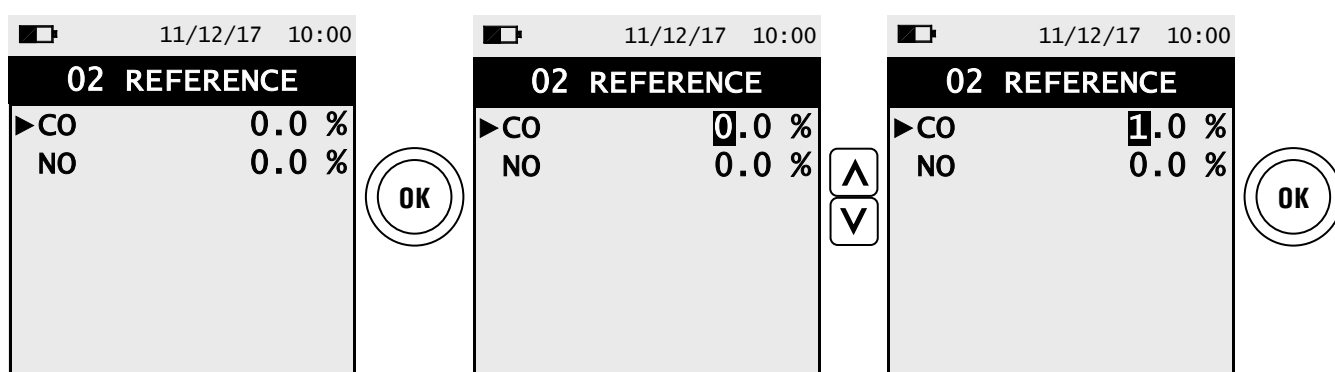 11/12/17 10:00
02 REFERENCE
►CO 0.0 %
NO 0.0 %
OK
11/12/17 10:00
02 REFERENCE
►CO 0.0 %
NO 0.0 %
11/12/17 10:00
02 REFERENCE
►CO 1.0 %
NO 0.0 %
OK